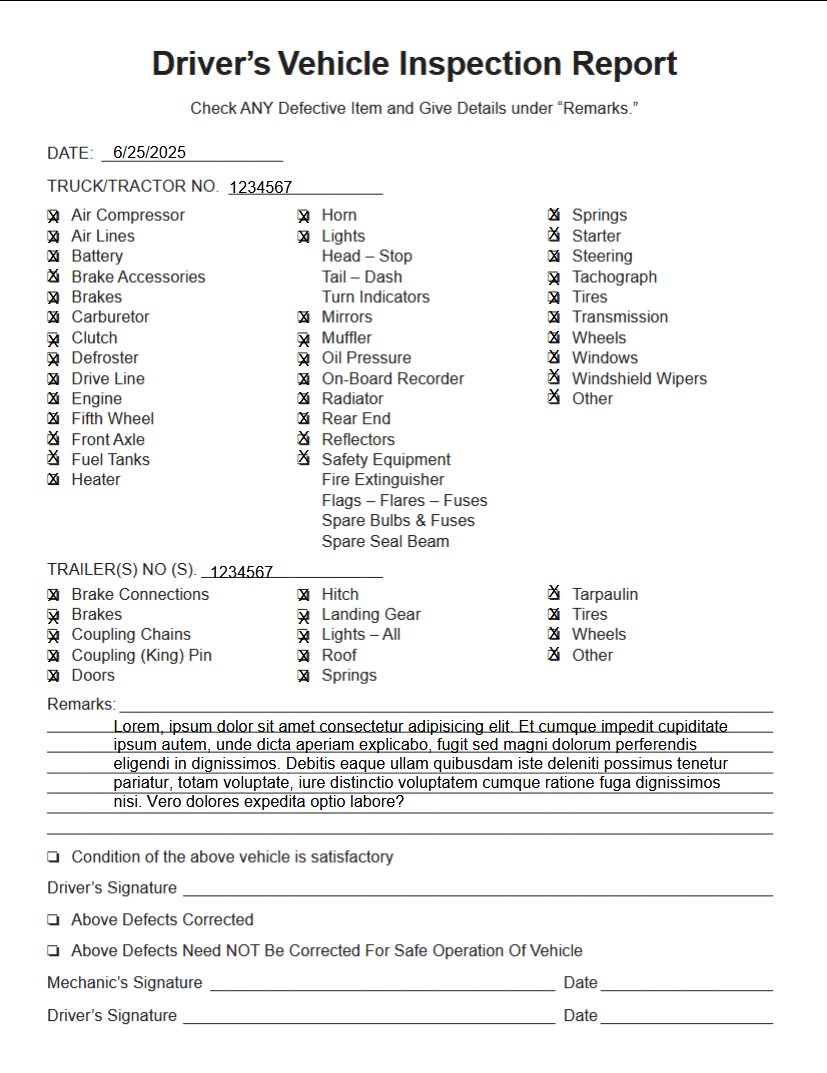 Driver's Vehicle Inspection Report
Check ANY Defective Item and Give Details under “Remarks.”
DATE: 6/25/2025
TRUCK/TRACTOR NO. 1234567
X Air Compressor
X Air Lines
X Battery
X Brake Accessories
X Brakes
X Carburetor
X Clutch
X Defroster
X Drive Line
X Engine
X Fifth Wheel
X Front Axle
X Fuel Tanks
X Heater
X Horn
X Lights
Head – Stop
Tail – Dash
Turn Indicators
X Mirrors
X Muffler
X Oil Pressure
X On-Board Recorder
X Radiator
X Rear End
X Reflectors
X Safety Equipment
Fire Extinguisher
Flags – Flares – Fuses
Spare Bulbs & Fuses
Spare Seal Beam
X Springs
X Starter
X Steering
X Tachograph
X Tires
X Transmission
X Wheels
X Windows
X Windshield Wipers
X Other
TRAILER(S) NO (S). 1234567
X Brake Connections
X Brakes
X Coupling Chains
X Coupling (King) Pin
X Doors
X Hitch
X Landing Gear
X Lights – All
X Roof
X Springs
X Tarpaulin
X Tires
X Wheels
X Other
Remarks:
Lorem, ipsum dolor sit amet consectetur adipisicing elit. Et cumque impedit cupiditate
ipsum autem, unde dicta aperiam explicabo, fugit sed magni dolorum perferendis
eligendi in dignissimos. Debitis eaque ullam quibusdam iste deleniti possimus tenetur
pariatur, totam voluptate, iure distinctio voluptatem cumque ratione fuga dignissimos
nisi. Vero dolores expedita optio labore?
Condition of the above vehicle is satisfactory
Driver's Signature
Above Defects Corrected
Above Defects Need NOT Be Corrected For Safe Operation Of Vehicle
Mechanic's Signature Date
Driver's Signature Date